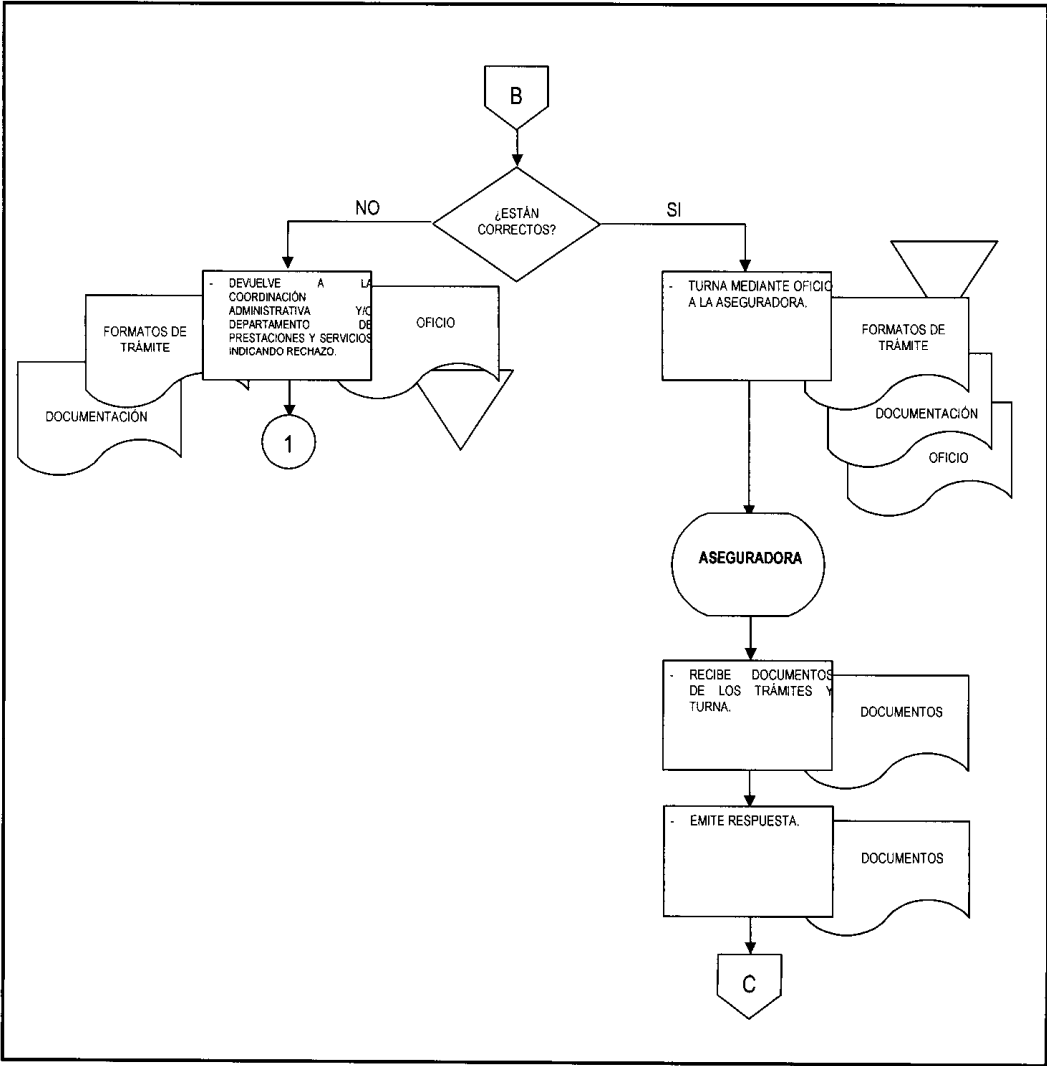 B
¿ESTÁN
CORRECTOS?
NO
SI
- DEVUELVE A LA
COORDINACIÓN
ADMINISTRATIVA Y/O
DEPARTAMENTO DE
PRESTACIONES Y SERVICIOS
INDICANDO RECHAZO.
FORMATOS DE
TRÁMITE
DOCUMENTACIÓN
OFICIO
1
- TURNA MEDIANTE OFICIO
A LA ASEGURADORA.
FORMATOS DE
TRÁMITE
DOCUMENTACIÓN
OFICIO
ASEGURADORA
- RECIBE DOCUMENTOS
DE LOS TRÁMITES Y
TURNA.
DOCUMENTOS
- EMITE RESPUESTA.
DOCUMENTOS
C